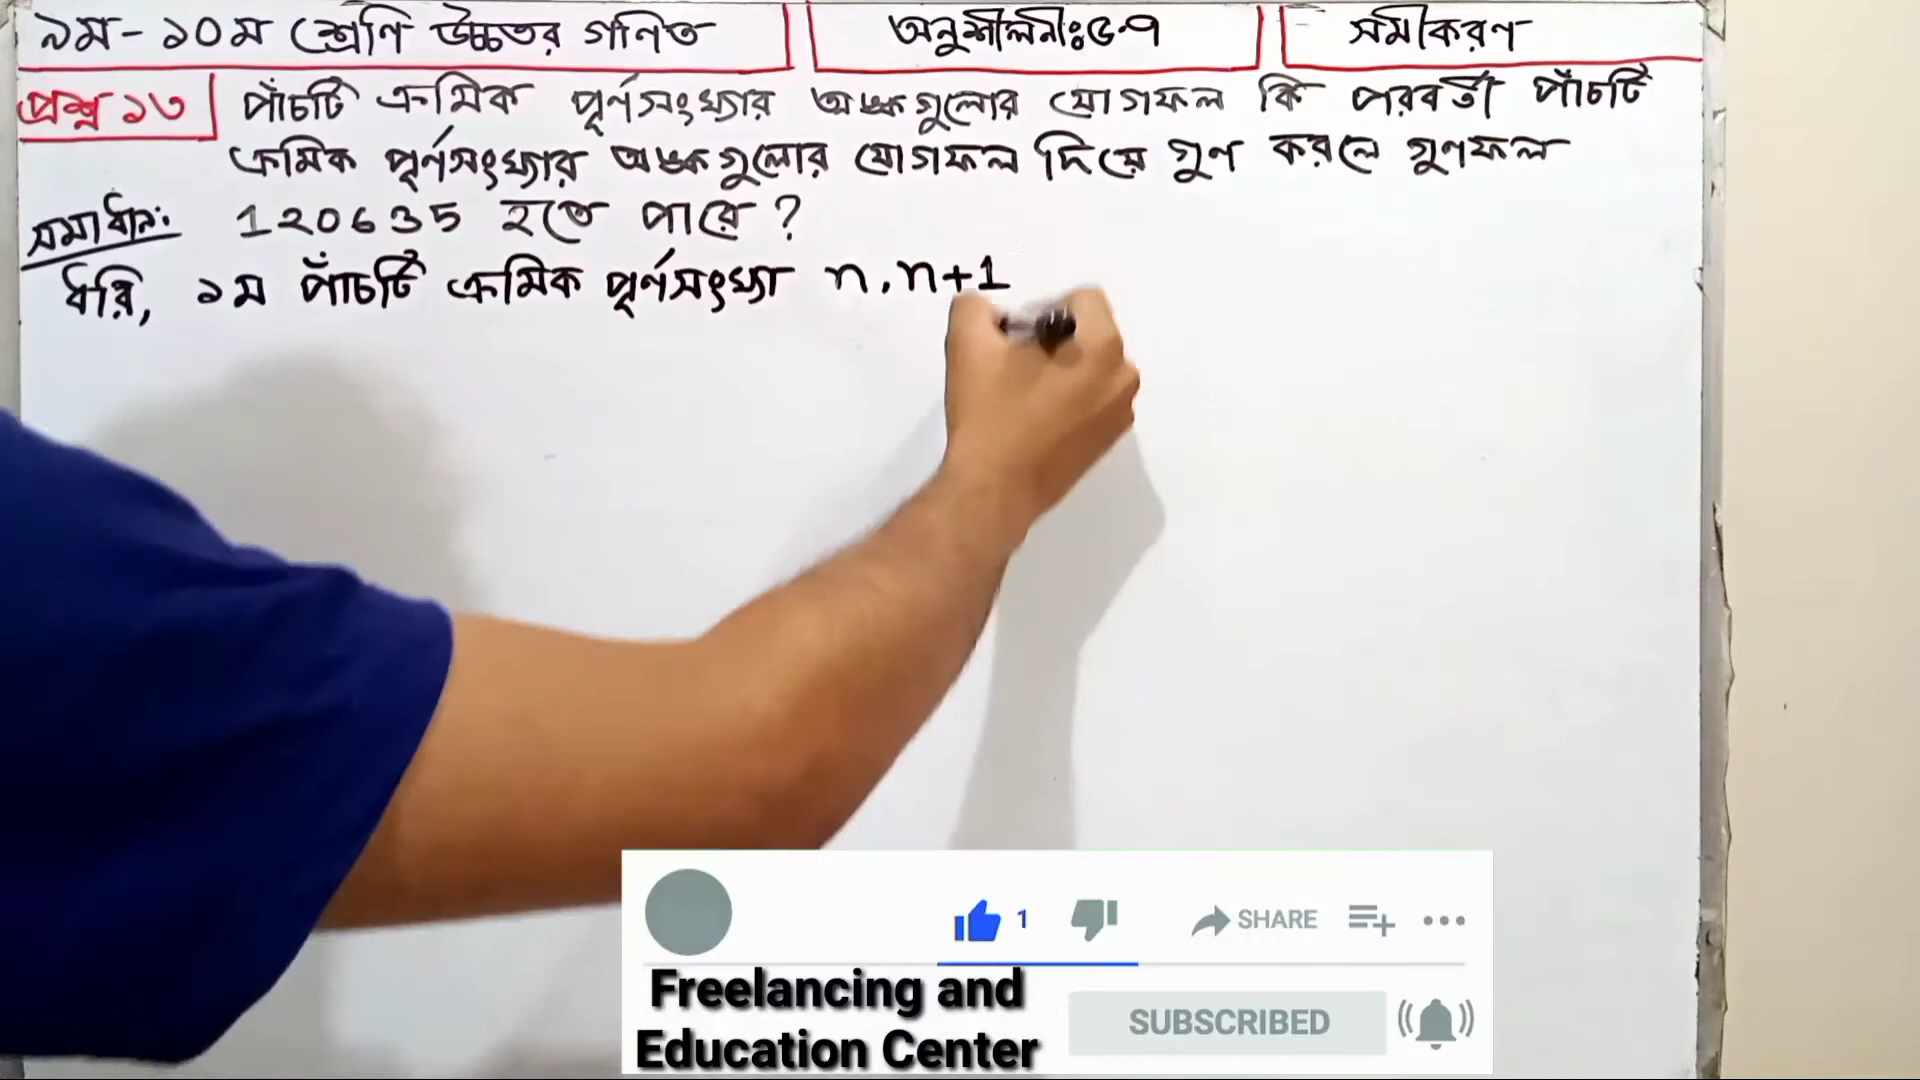 ৯ম-১০ম শ্রেণি উচ্চতর গনিত
অনুশীলনীঃ ৫.৭
সমীকরণ
প্রশ্ন ১৩
পাঁচটি ক্রমিক পূর্ণসংখ্যার অঙ্কগুলোর যোগফল কি পরবর্তী পাঁচটি
ক্রমিক পূর্ণসংখ্যার অঙ্কগুলোর যোগফল দিয়ে গুণ করলে গুণফল
120635 হতে পারে?
সমাধান:
ধরি, ১ম পাঁচটি ক্রমিক পূর্ণসংখ্যা n, n+1
1
SHARE
Freelancing and
Education Center
SUBSCRIBED